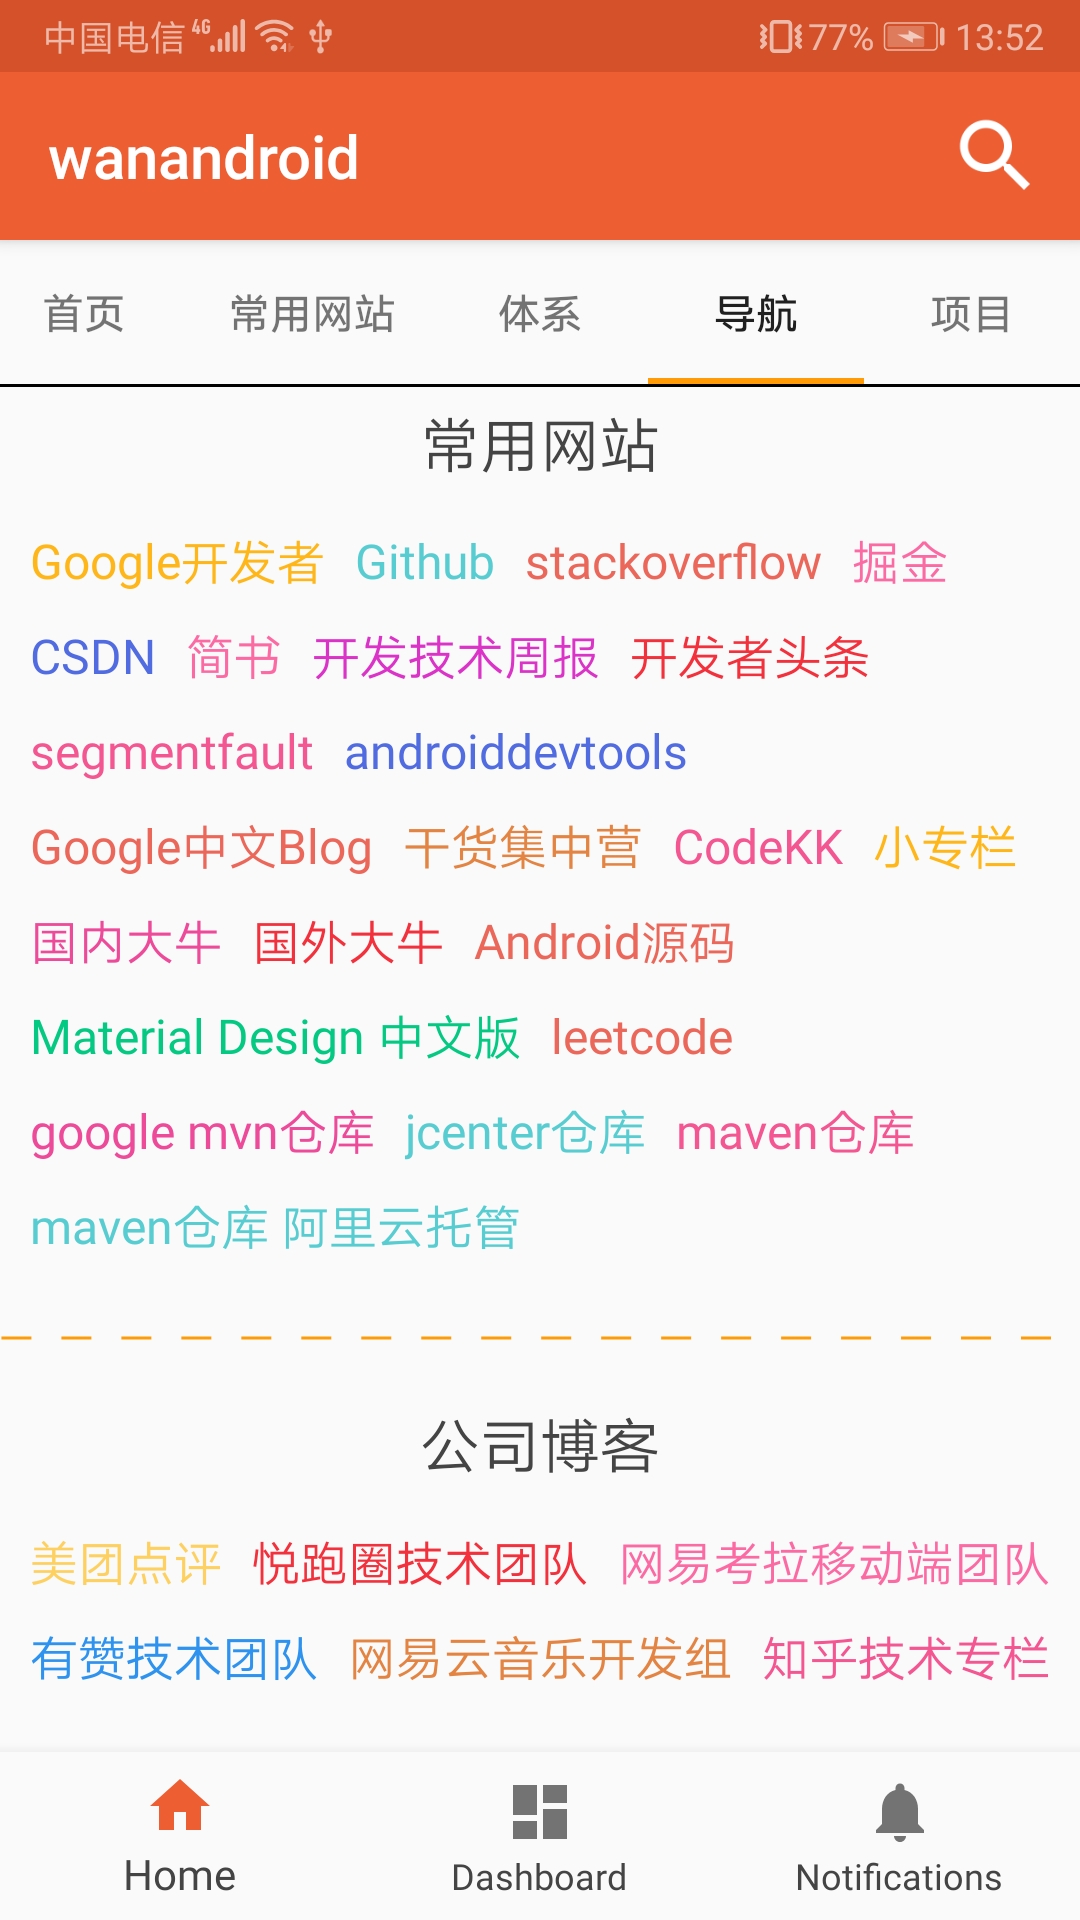 中国电信 4G 77% 13:52
wanandroid
首页 常用网站 体系 导航 项目
常用网站
Google开发者 Github stackoverflow 掘金
CSDN 简书 开发技术周报 开发者头条
segmentfault androiddevtools
Google中文Blog 干货集中营 CodeKK 小专栏
国内大牛 国外大牛 Android源码
Material Design 中文版 leetcode
google mvn仓库 jcenter仓库 maven仓库
maven仓库 阿里云托管
公司博客
美团点评 悦跑圈技术团队 网易考拉移动端团队
有赞技术团队 网易云音乐开发组 知乎技术专栏
Home Dashboard Notifications